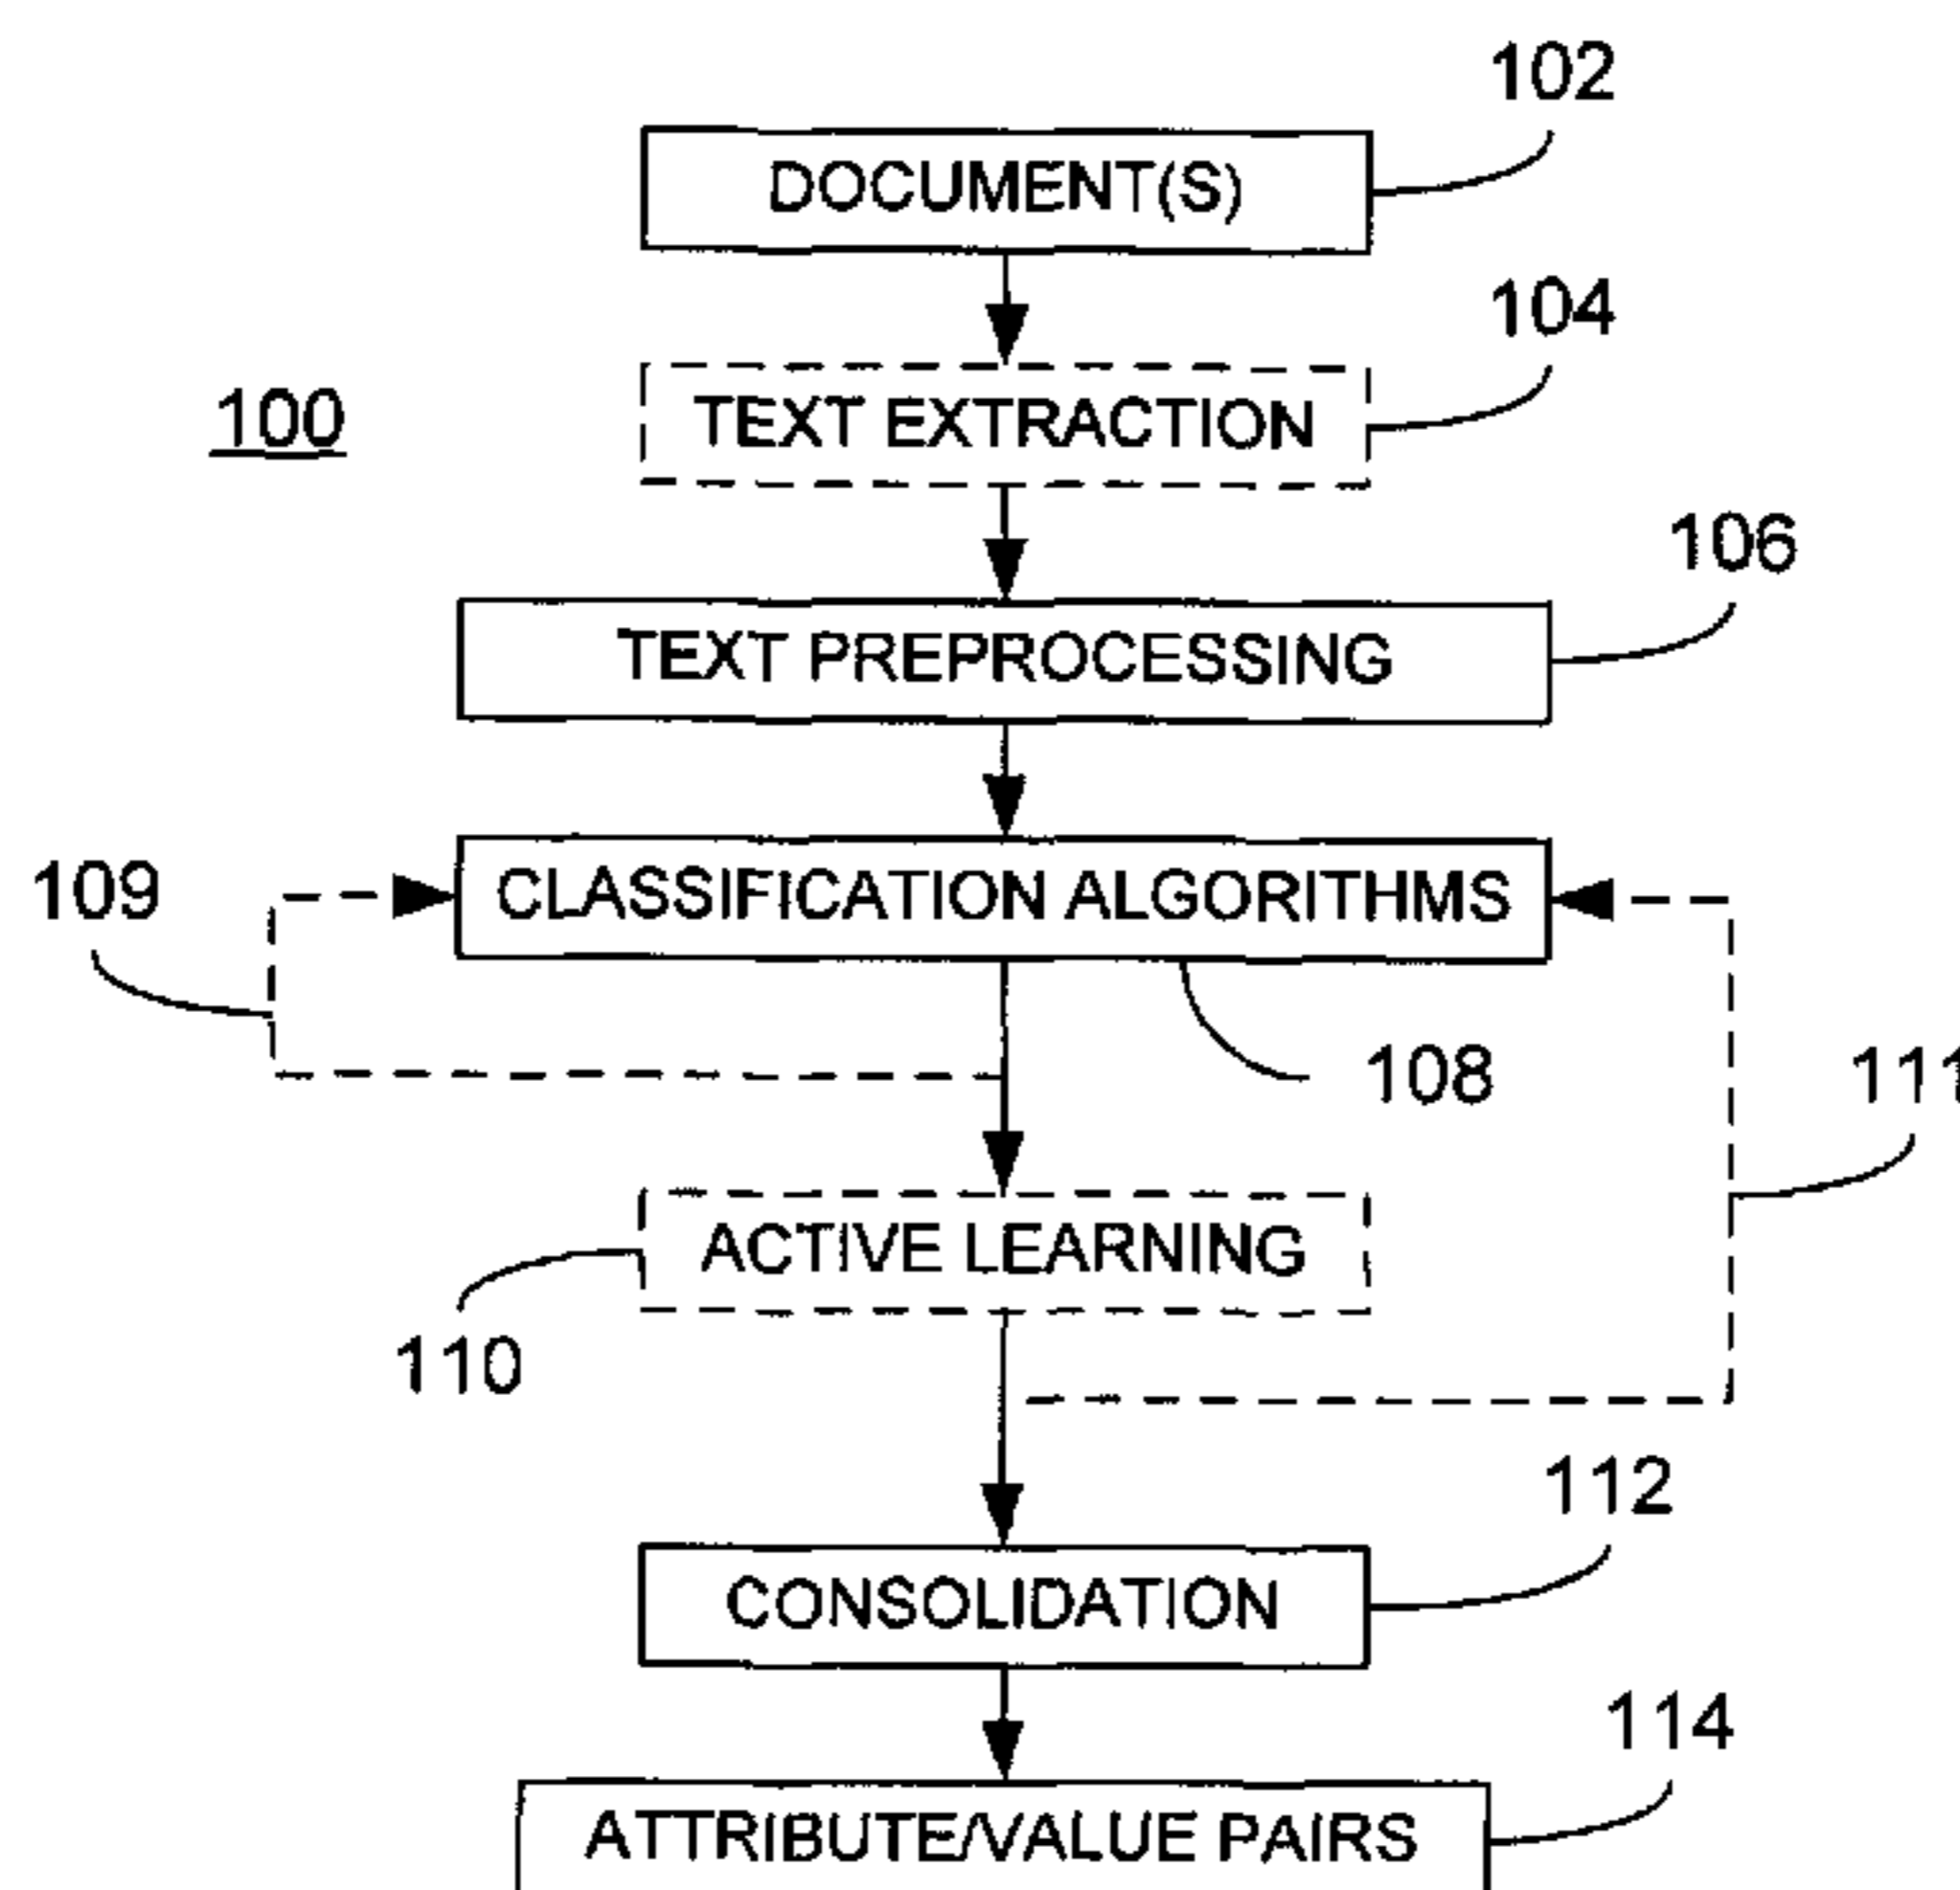 102
DOCUMENT(S)
104
100
TEXT EXTRACTION
106
TEXT PREPROCESSING
109
CLASSIFICATION ALGORITHMS
108
111
ACTIVE LEARNING
110
112
CONSOLIDATION
114
ATTRIBUTE/VALUE PAIRS